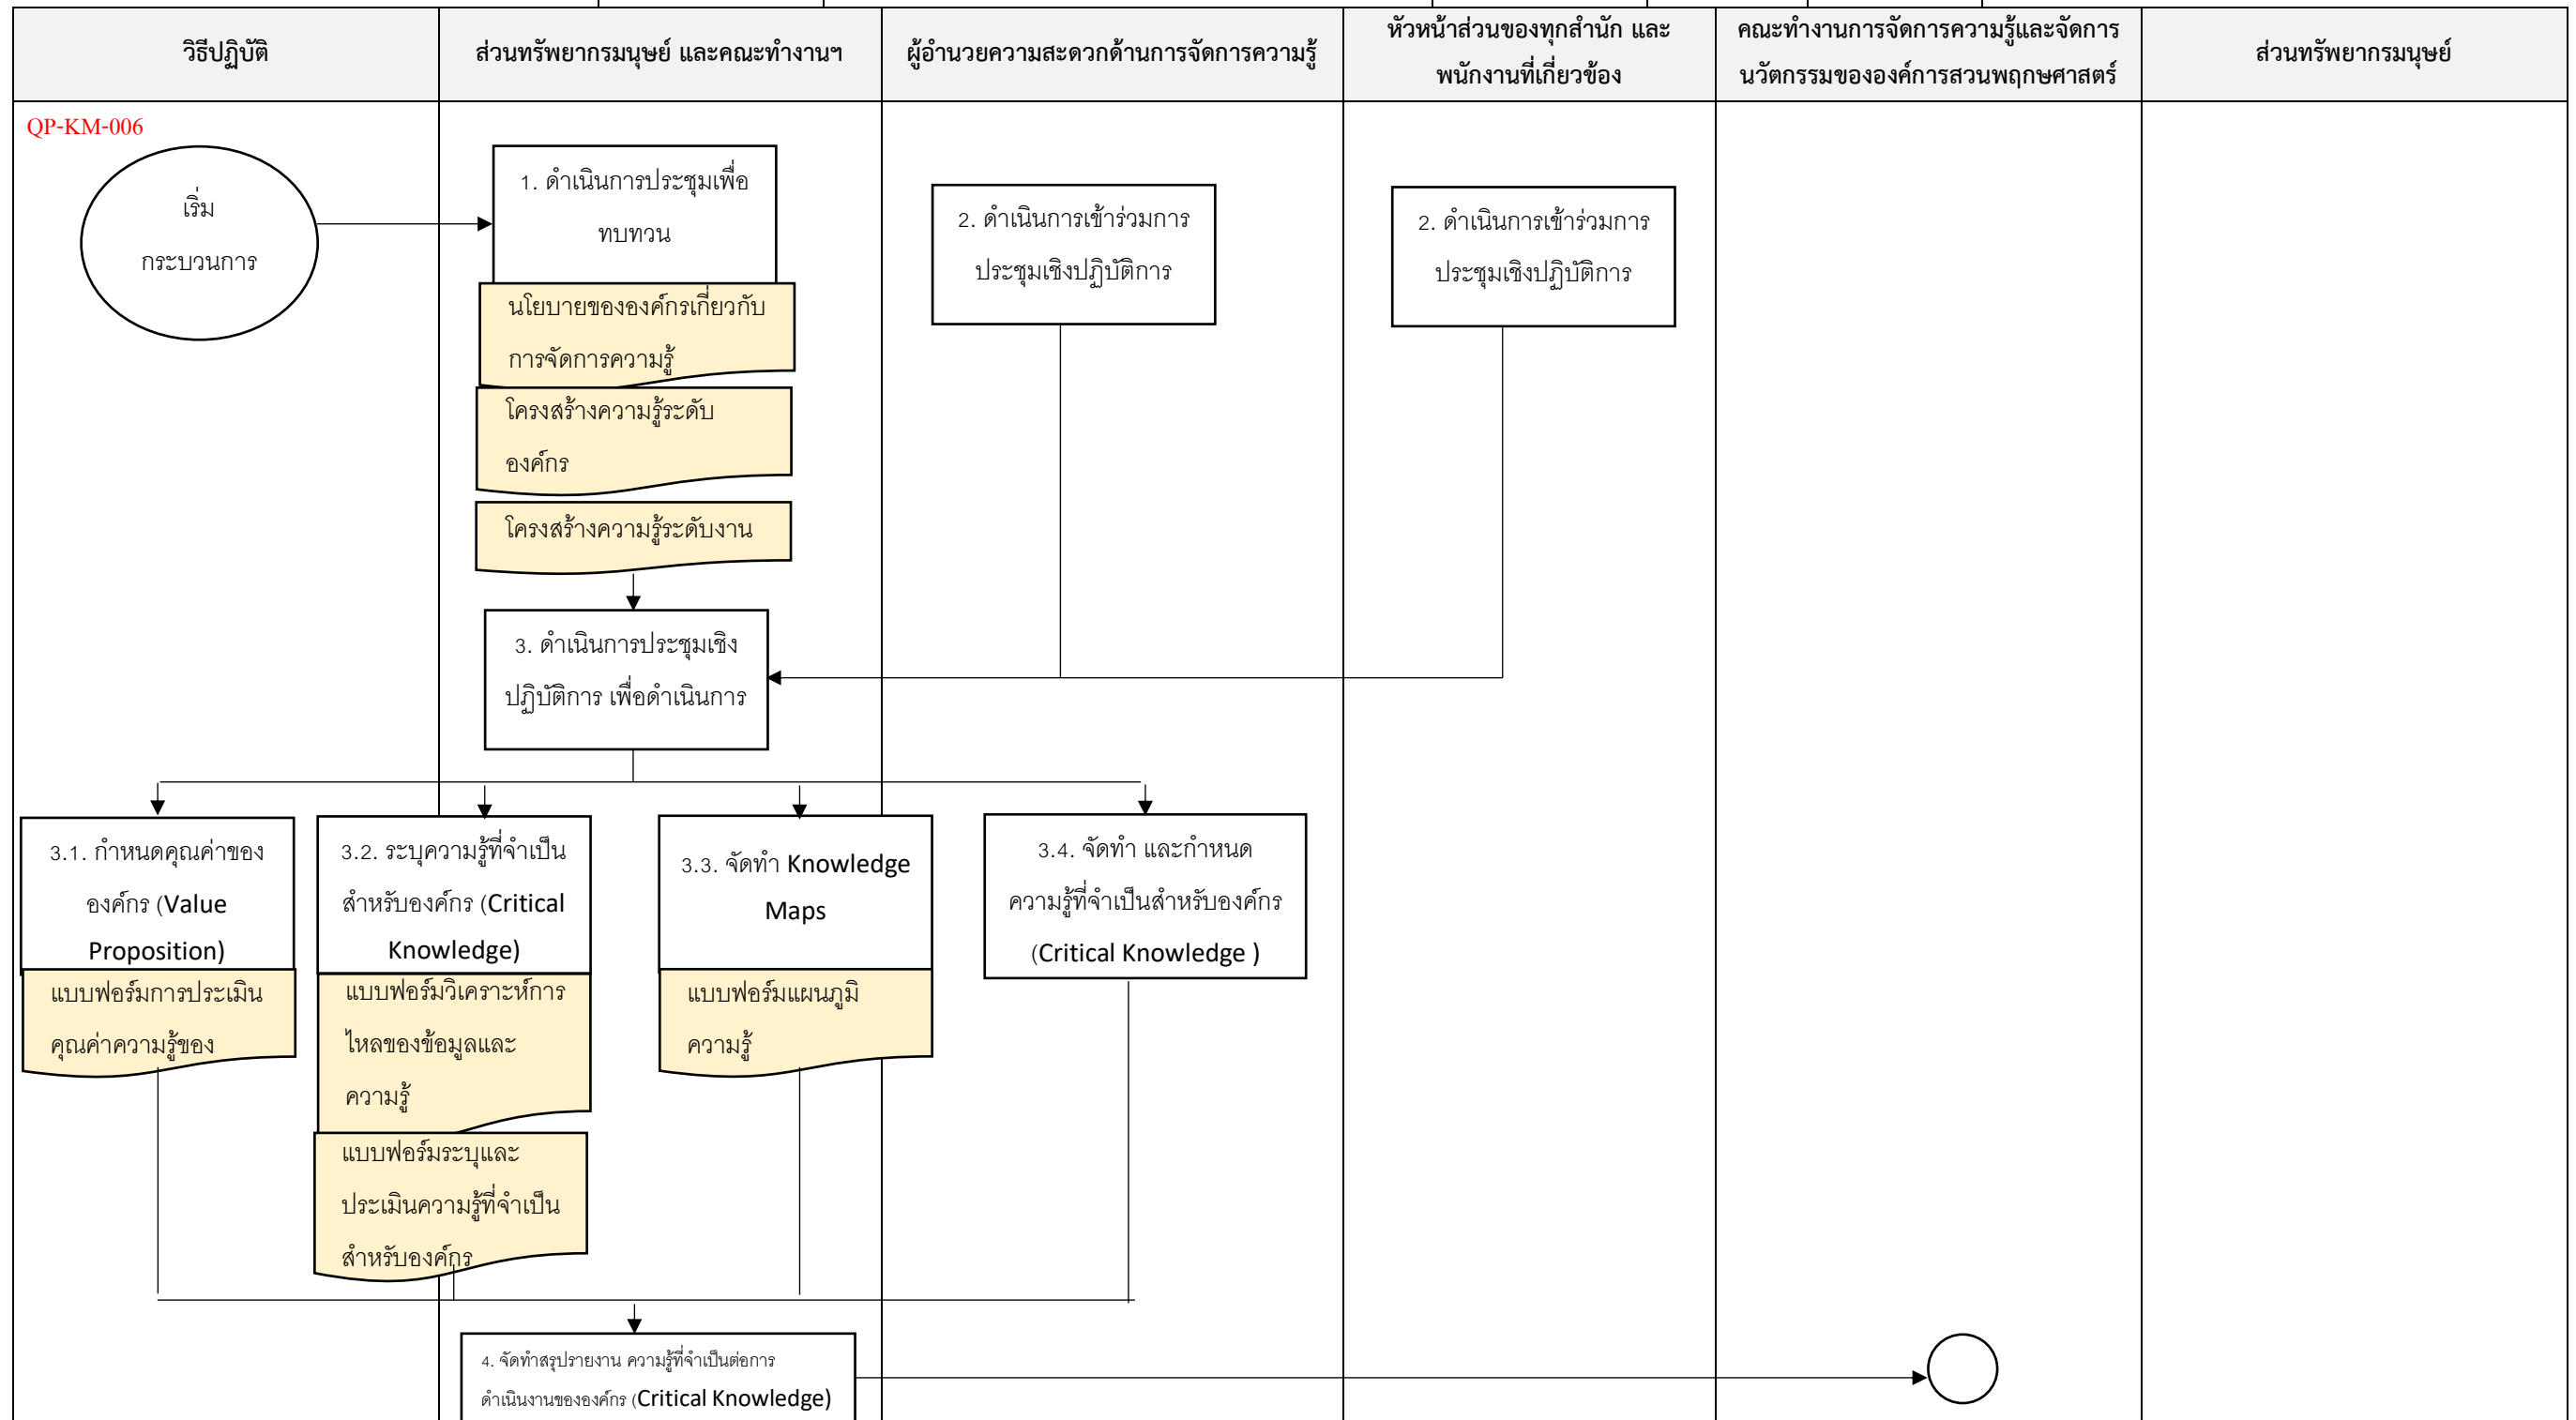 วิธีปฏิบัติ
ส่วนทรัพยากรมนุษย์ และคณะทำงานฯ
ผู้อำนวยความสะดวกด้านการจัดการความรู้
หัวหน้าส่วนของทุกสำนัก และ
พนักงานที่เกี่ยวข้อง
คณะทำงานการจัดการความรู้และจัดการ
นวัตกรรมขององค์การสวนพฤกษศาสตร์
ส่วนทรัพยากรมนุษย์
QP-KM-006
เริ่ม
กระบวนการ
1. ดำเนินการประชุมเพื่อ
ทบทวน
นโยบายขององค์กรเกี่ยวกับ
การจัดการความรู้
โครงสร้างความรู้ระดับ
องค์กร
โครงสร้างความรู้ระดับงาน
2. ดำเนินการเข้าร่วมการ
ประชุมเชิงปฏิบัติการ
2. ดำเนินการเข้าร่วมการ
ประชุมเชิงปฏิบัติการ
3. ดำเนินการประชุมเชิง
ปฏิบัติการ เพื่อดำเนินการ
3.1. กำหนดคุณค่าของ
องค์กร (Value
Proposition)
แบบฟอร์มการประเมิน
คุณค่าความรู้ของ
3.2. ระบุความรู้ที่จำเป็น
สำหรับองค์กร (Critical
Knowledge)
แบบฟอร์มวิเคราะห์การ
ไหลของข้อมูลและ
ความรู้
แบบฟอร์มระบุและ
ประเมินความรู้ที่จำเป็น
สำหรับองค์กร
3.3. จัดทำ Knowledge
Maps
แบบฟอร์มแผนภูมิ
ความรู้
3.4. จัดทำ และกำหนด
ความรู้ที่จำเป็นสำหรับองค์กร
(Critical Knowledge )
4. จัดทำสรุปรายงาน ความรู้ที่จำเป็นต่อการ
ดำเนินงานขององค์กร (Critical Knowledge)